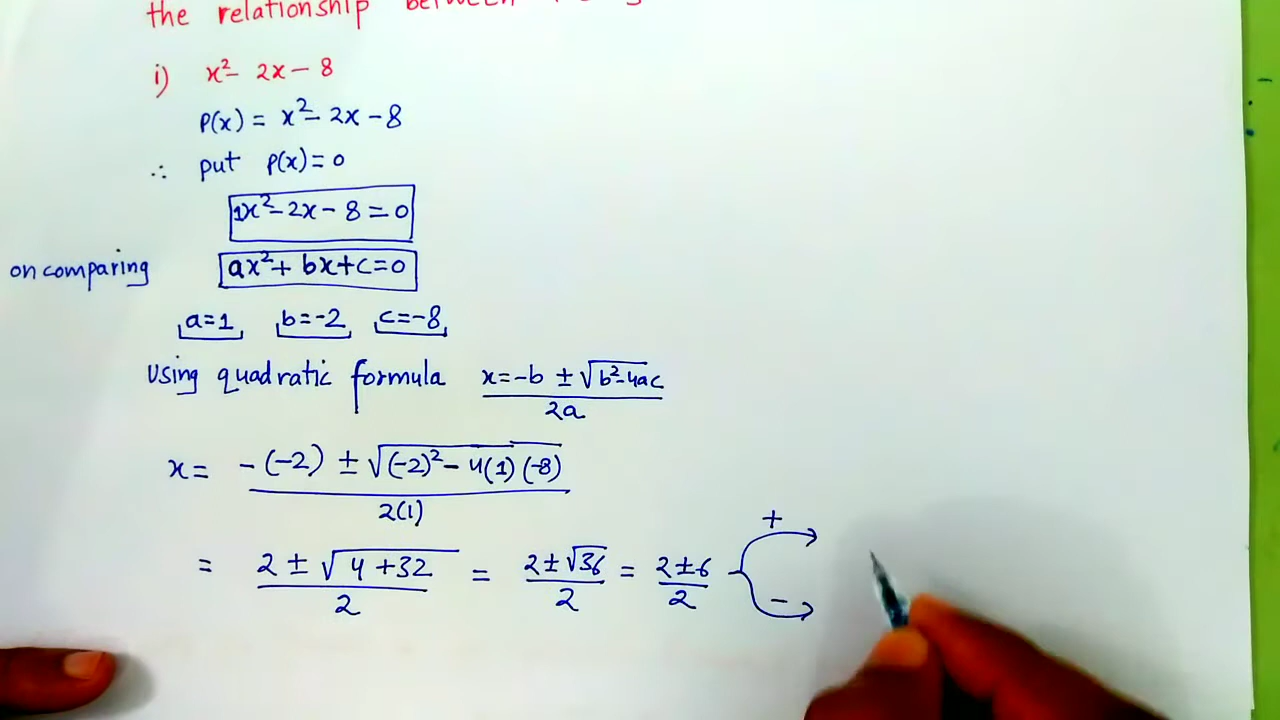 the relationship between
i) x² - 2x - 8
P(x) = x² - 2x - 8
∴ put P(x) = 0
1x² - 2x - 8 = 0
on comparing ax² + bx + c = 0
a=1 b=-2 c=-8
Using quadratic formula x = -b ± √b²-4ac / 2a
x = -(-2) ± √(-2)² - 4(1)(-8) / 2(1)
= 2 ± √4+32 / 2 = 2 ± √36 / 2 = 2 ± 6 / 2 + -